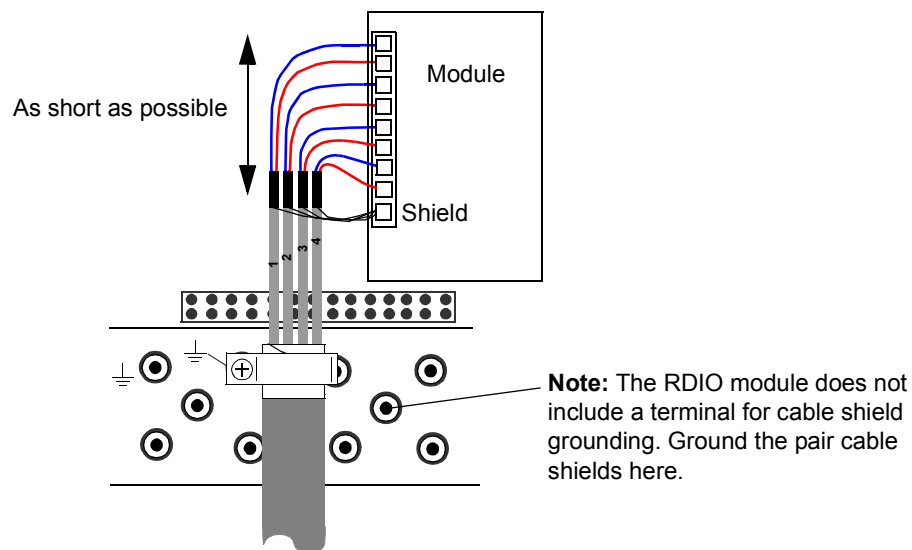 Module
As short as possible
Shield
1
2
3
4
Note: The RDIO module does not
include a terminal for cable shield
grounding. Ground the pair cable
shields here.